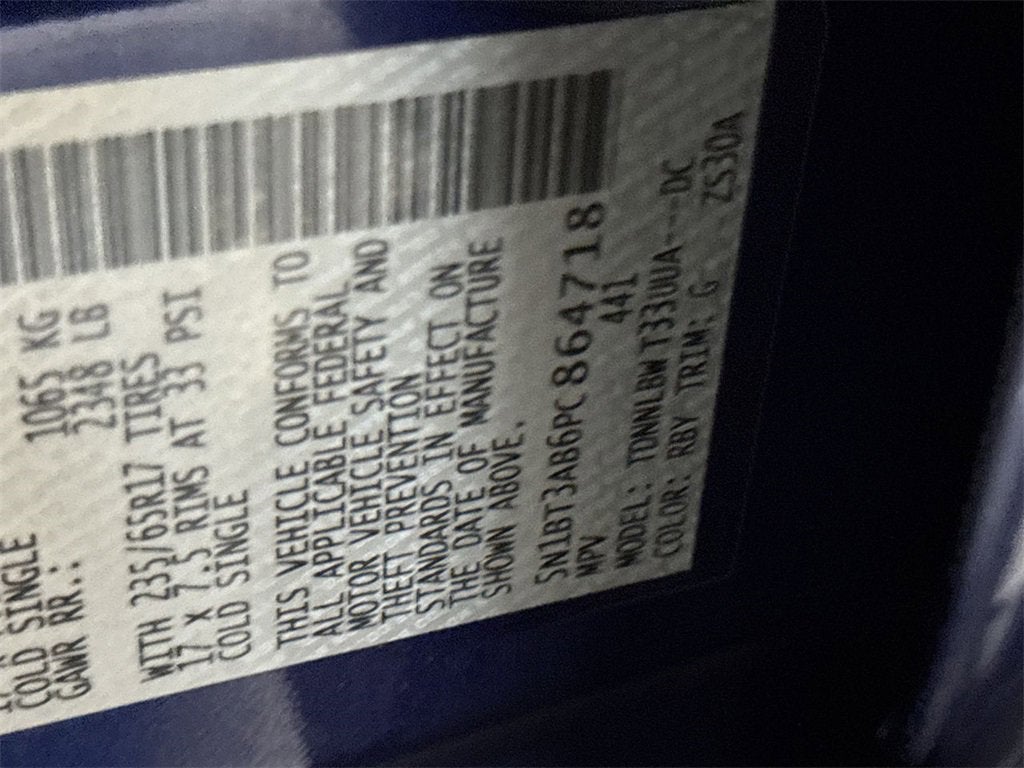 COLD SINGLE
GAWR RR.: 1065 KG
2348 LB
WITH 235/65R17 TIRES
17 X 7.5 RIMS AT 33 PSI
COLD SINGLE
THIS VEHICLE CONFORMS TO
ALL APPLICABLE FEDERAL
MOTOR VEHICLE SAFETY AND
THEFT PREVENTION
STANDARDS IN EFFECT ON
THE DATE OF MANUFACTURE
SHOWN ABOVE.
5N1BT3AB6PC864718
MPV 441
MODEL: TDNNLBWT33UUA---DC
COLOR: RBY TRIM: G ZS30A